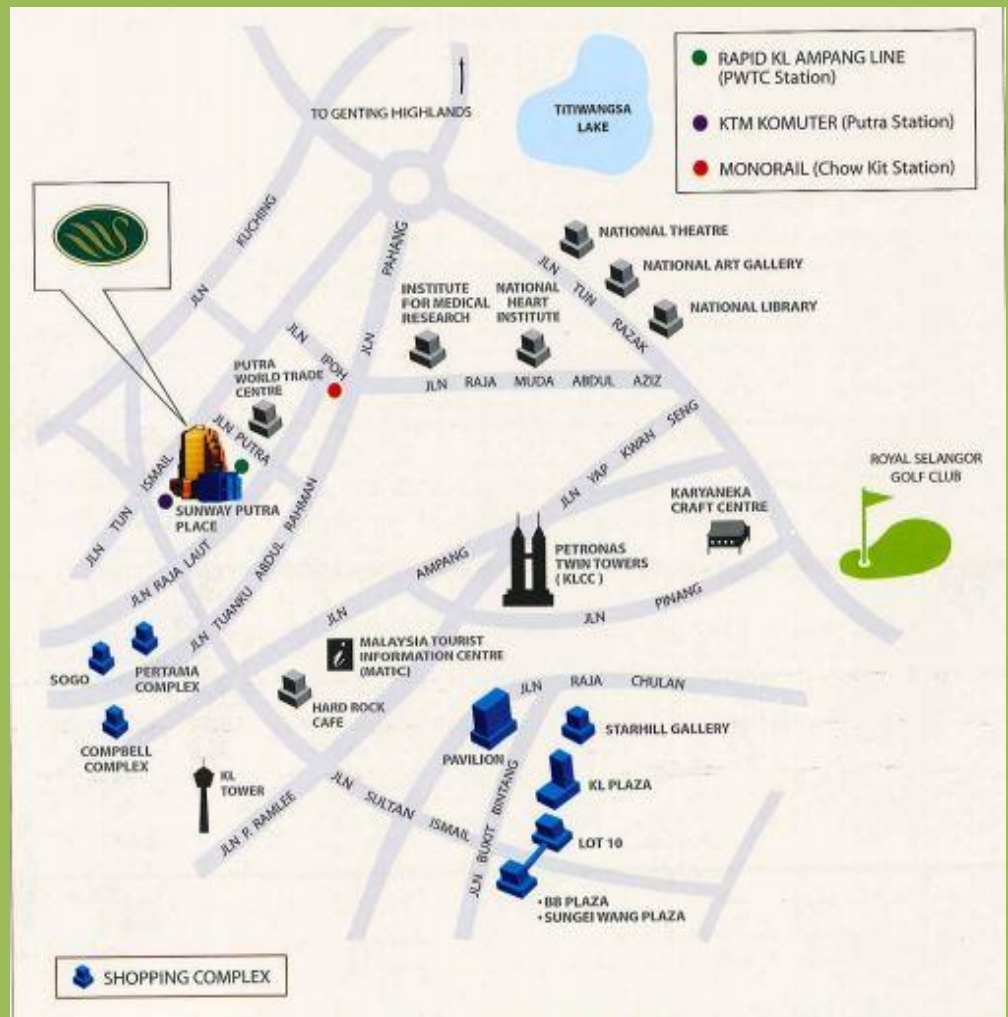 RAPID KL AMPANG LINE
(PWTC Station)
KTM KOMUTER (Putra Station)
MONORAIL (Chow Kit Station)
TO GENTING HIGHLANDS
TITIWANGSA
LAKE
JLN KUCHING
JLN PAHANG
JLN TUN RAZAK
NATIONAL THEATRE
NATIONAL ART GALLERY
NATIONAL LIBRARY
INSTITUTE
FOR MEDICAL
RESEARCH
NATIONAL
HEART
INSTITUTE
JLN IPOH
PUTRA
WORLD TRADE
CENTRE
JLN RAJA MUDA ABDUL AZIZ
JLN PUTRA
JLN TUN ISMAIL
SUNWAY PUTRA
PLACE
JLN YAP KWAN SENG
ROYAL SELANGOR
GOLF CLUB
KARYANEKA
CRAFT CENTRE
JLN RAJA LAUT
JLN TUANKU ABDUL RAHMAN
JLN AMPANG
PETRONAS
TWIN TOWERS
( KLCC )
JLN PINANG
SOGO
PERTAMA
COMPLEX
i
MALAYSIA TOURIST
INFORMATION CENTRE
(MATIC)
HARD ROCK
CAFE
JLN RAJA CHULAN
COMPBELL
COMPLEX
KL
TOWER
PAVILION
STARHILL GALLERY
JLN P. RAMLEE
JLN SULTAN ISMAIL
JLN BUKIT BINTANG
KL PLAZA
LOT 10
• BB PLAZA
• SUNGEI WANG PLAZA
SHOPPING COMPLEX